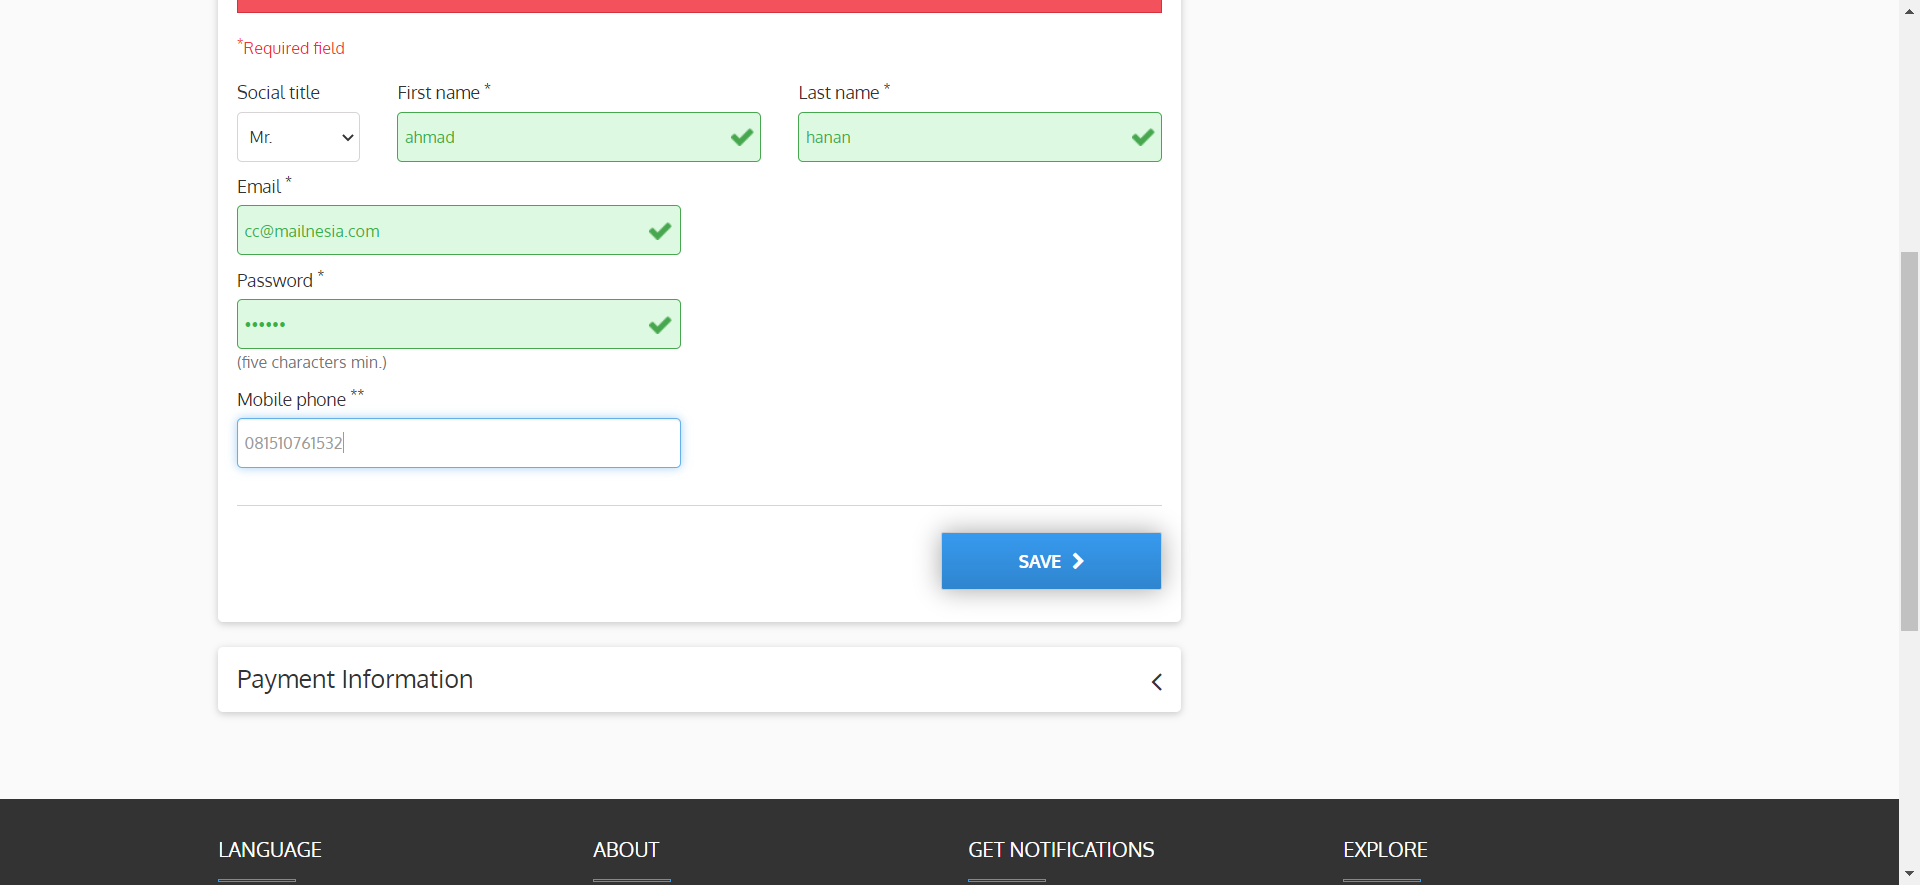 *Required field
Social title
First name *
Last name *
Mr.
ahmad
hanan
Email *
cc@mailnesia.com
Password *
••••••
(five characters min.)
Mobile phone **
081510761532
SAVE
Payment Information
LANGUAGE
ABOUT
GET NOTIFICATIONS
EXPLORE